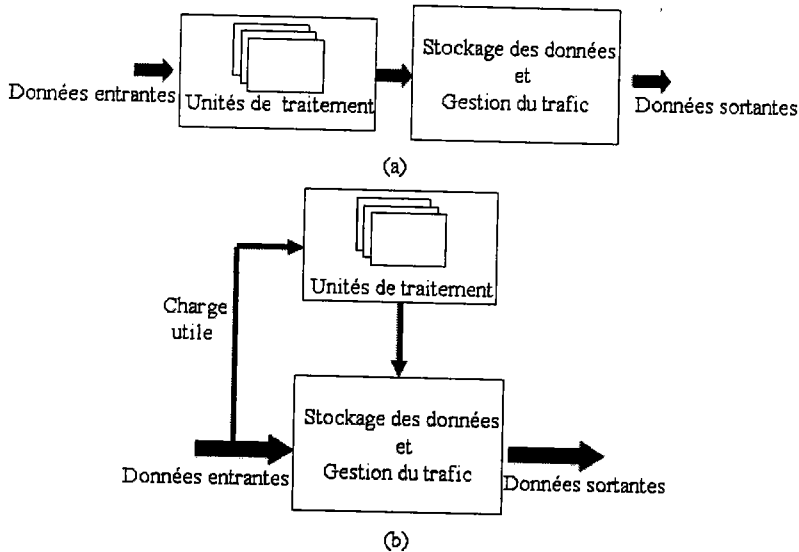 Données entrantes
Unités de traitement
Stockage des données
et
Gestion du trafic
Données sortantes
(a)
Unités de traitement
Charge
utile
Stockage des données
et
Gestion du trafic
Données entrantes
Données sortantes
(b)